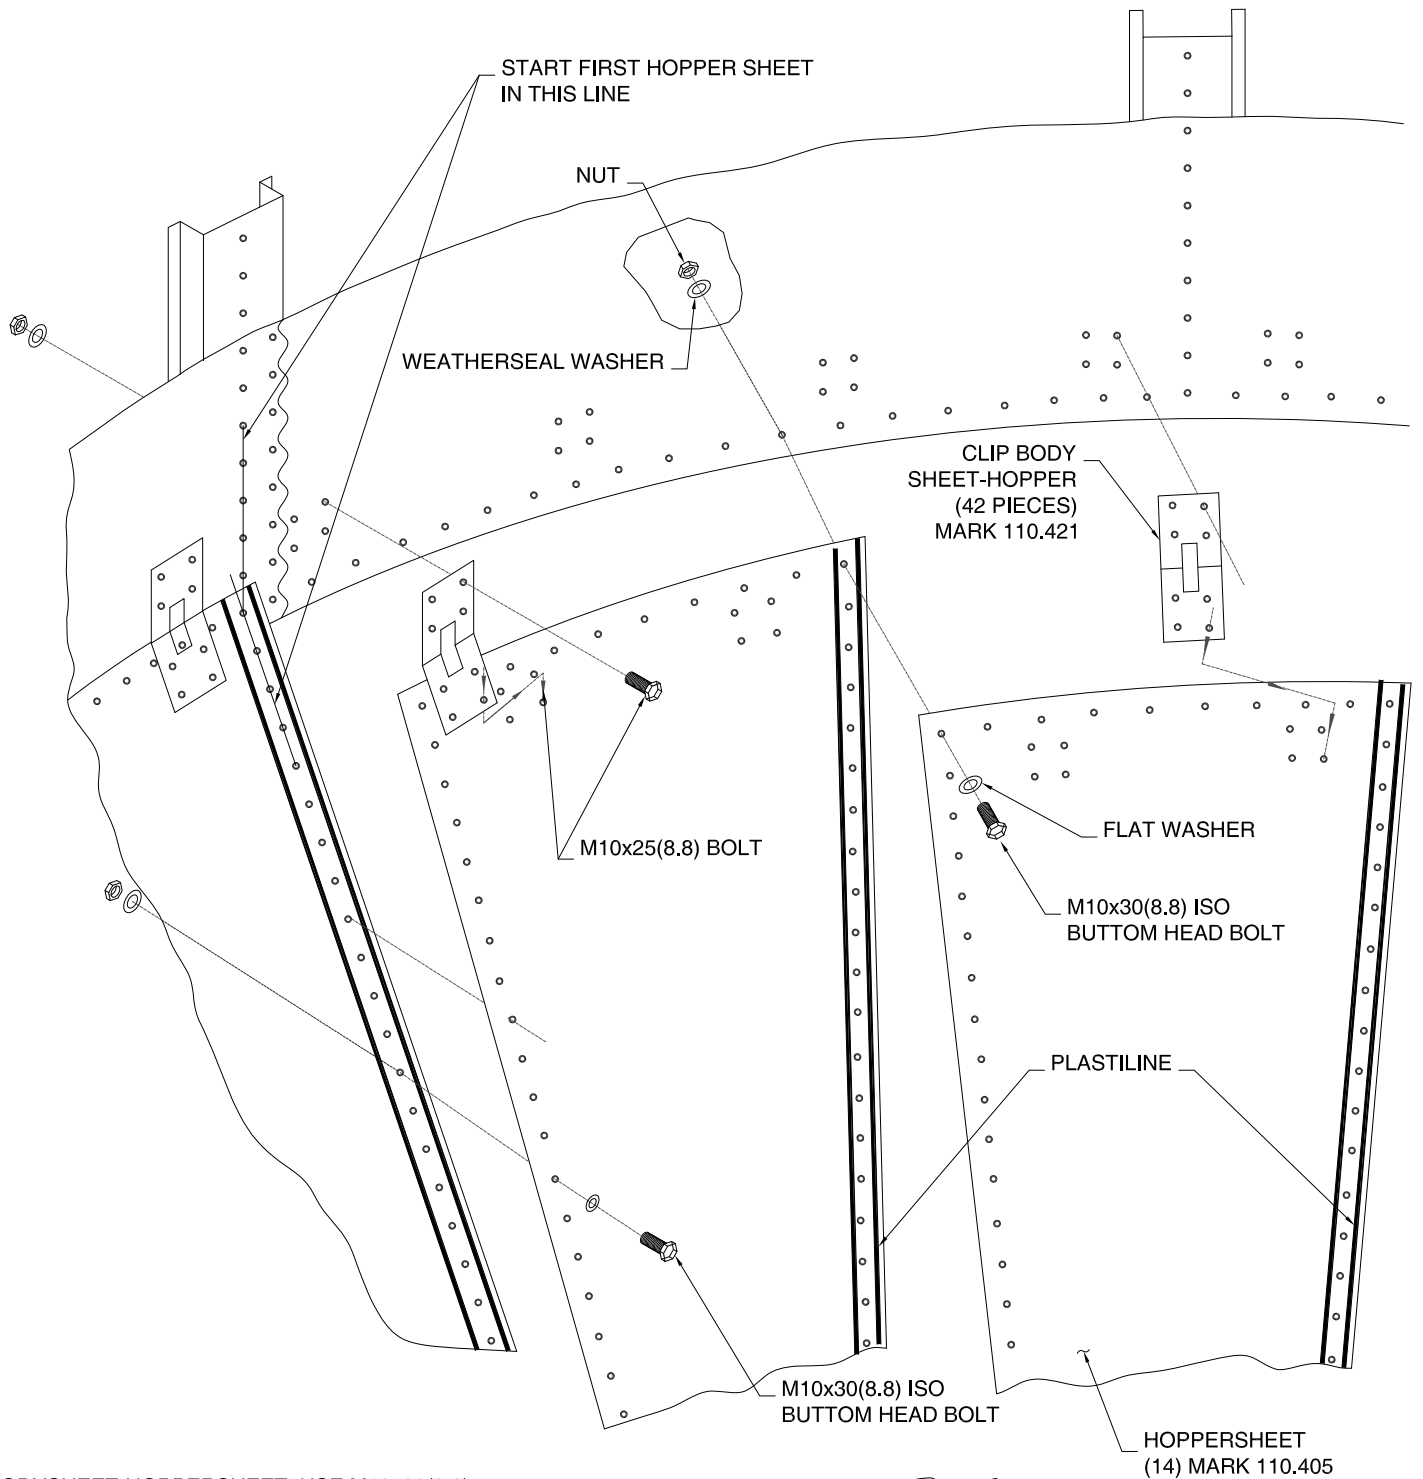 START FIRST HOPPER SHEET
IN THIS LINE
NUT
WEATHERSEAL WASHER
CLIP BODY
SHEET-HOPPER
(42 PIECES)
MARK 110.421
M10x25(8.8) BOLT
FLAT WASHER
M10x30(8.8) ISO
BUTTOM HEAD BOLT
PLASTILINE
M10x30(8.8) ISO
BUTTOM HEAD BOLT
HOPPERSHEET
(14) MARK 110.405